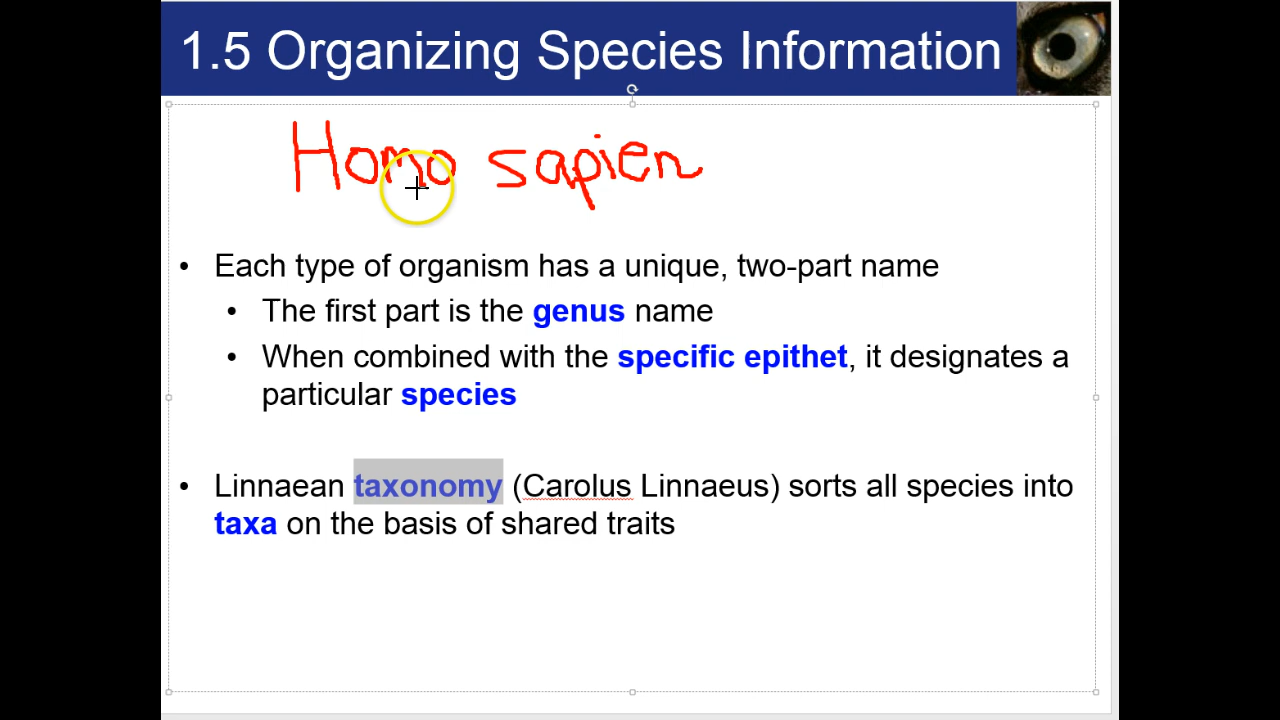 1.5 Organizing Species Information
Homo sapien
• Each type of organism has a unique, two-part name
• The first part is the genus name
• When combined with the specific epithet, it designates a
particular species
• Linnaean taxonomy (Carolus Linnaeus) sorts all species into
taxa on the basis of shared traits